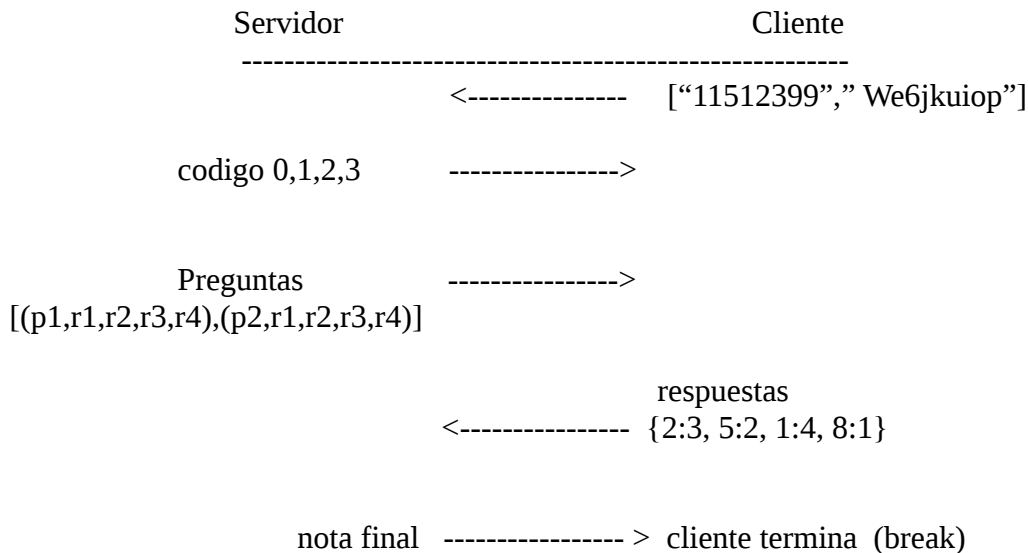 Servidor Cliente
---------------------------------------------------------
<--------------- [“11512399”,” We6jkuiop”]
codigo 0,1,2,3 ---------------->
Preguntas ---------------->
[(p1,r1,r2,r3,r4),(p2,r1,r2,r3,r4)]
respuestas
<---------------- {2:3, 5:2, 1:4, 8:1}
nota final ----------------- > cliente termina (break)